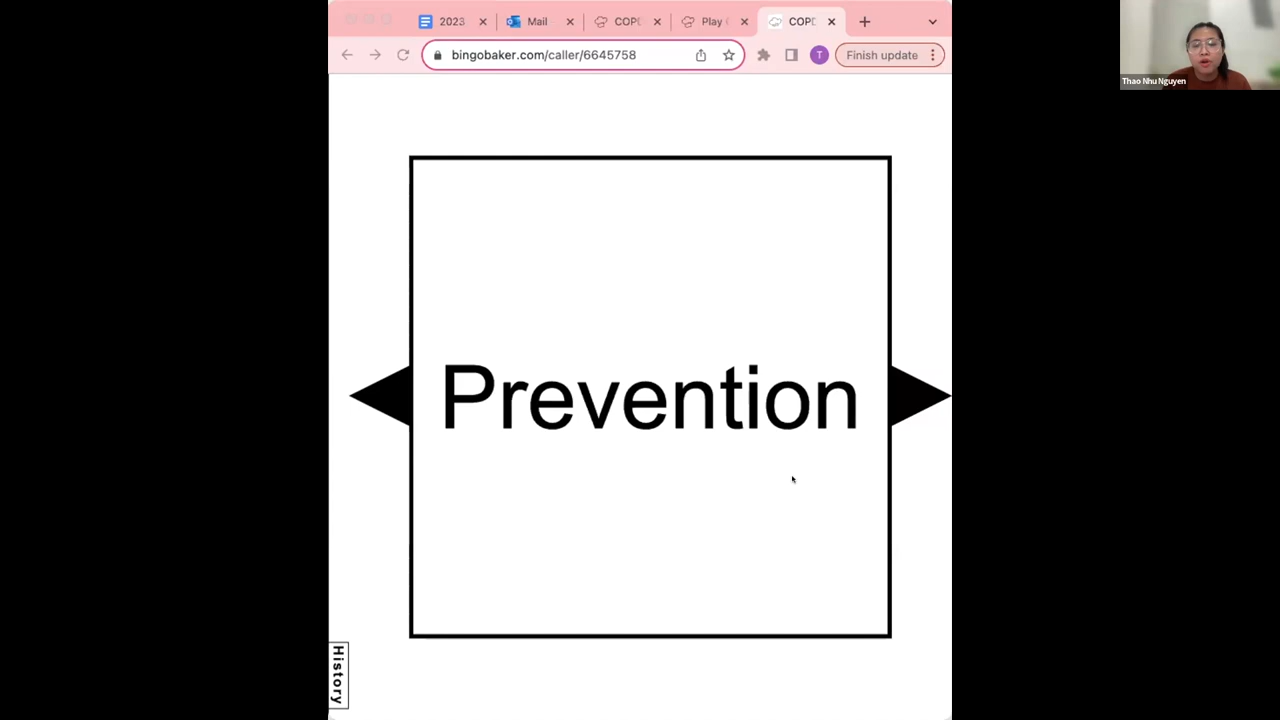 2023
Mail
COPD
Play
COPD
bingobaker.com/caller/6645758
T
Finish update
Thao Nhu Nguyen
Prevention
History